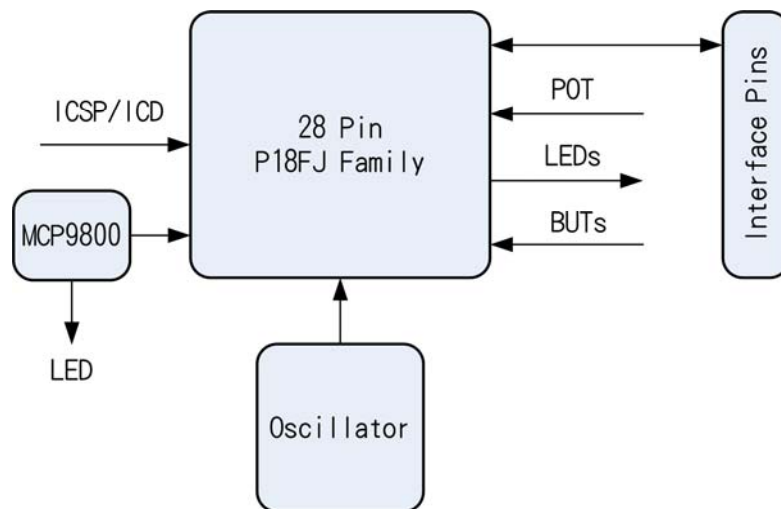 ICSP/ICD
28 Pin
P18FJ Family
POT
LEDs
BUTs
Interface Pins
MCP9800
LED
Oscillator